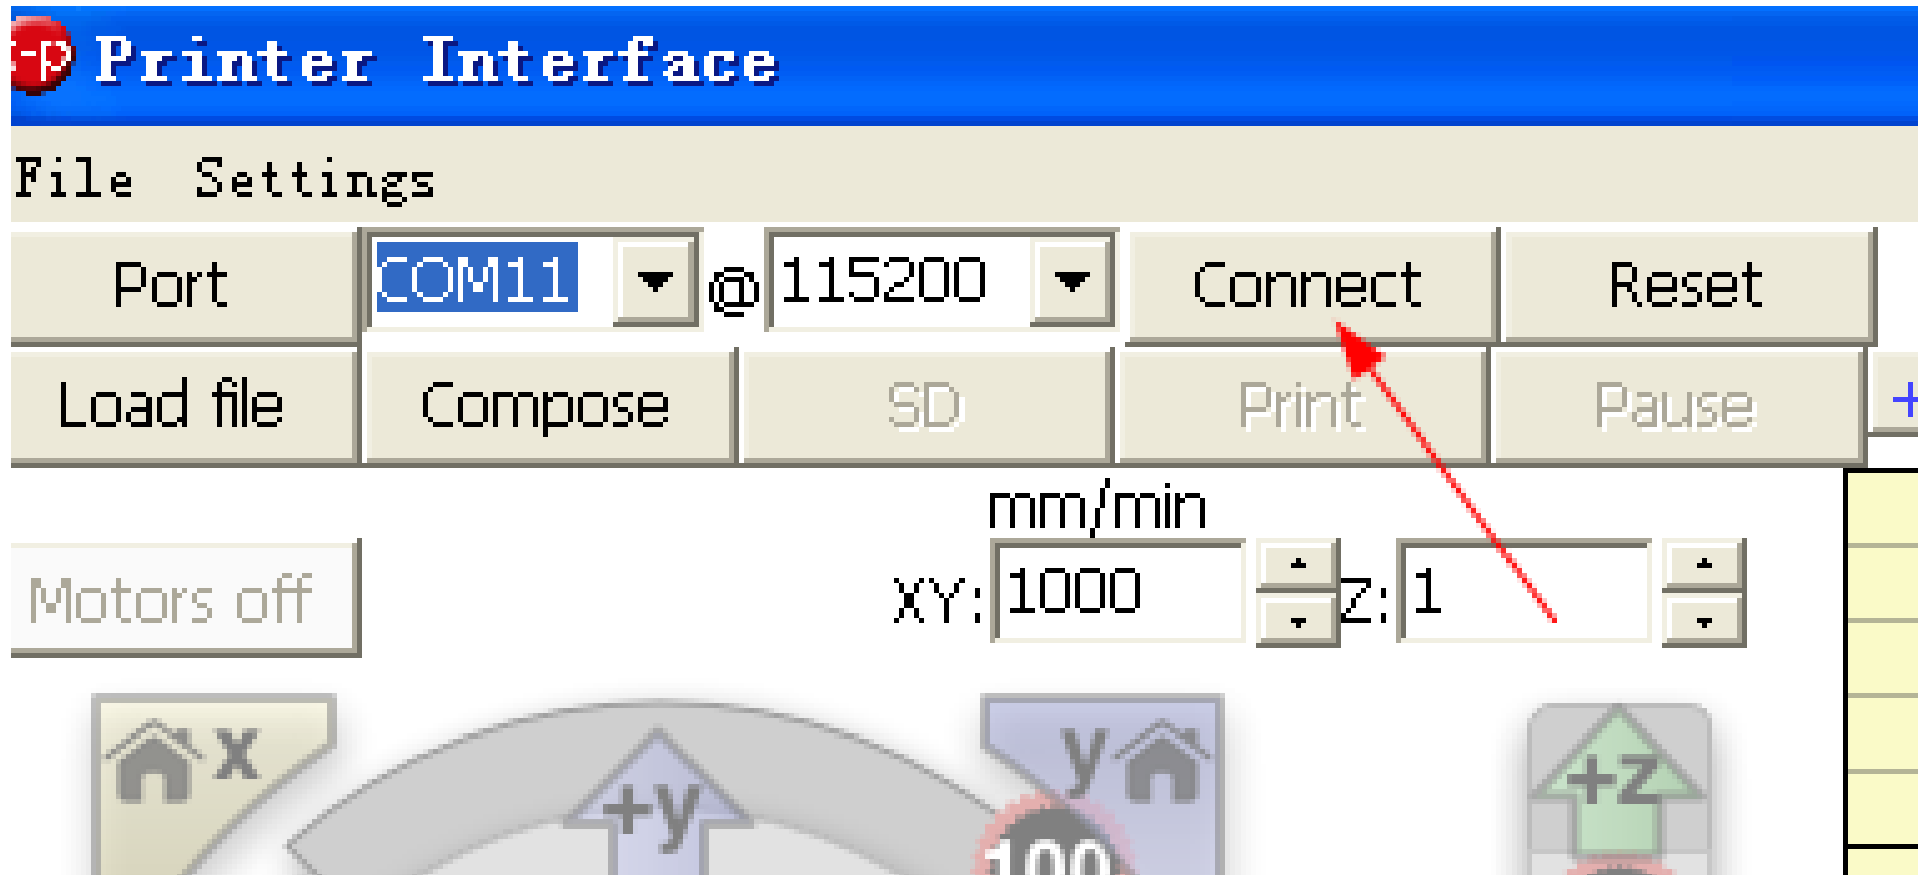 -p Printer Interface
File Settings
Port COM11 @ 115200 Connect Reset
Load file Compose SD Print Pause +
mm/min
Motors off XY: 1000 Z: 1
x y +z
+y
100